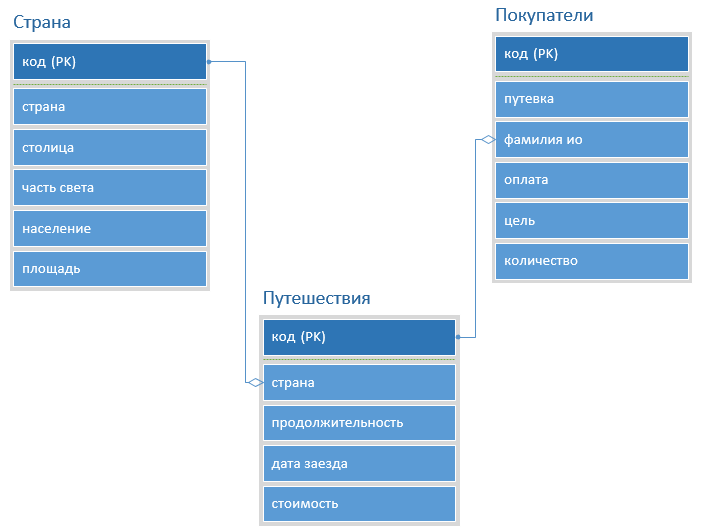 Страна
код (PK)
страна
столица
часть света
население
площадь
Покупатели
код (PK)
путевка
фамилия ио
оплата
цель
количество
Путешествия
код (PK)
страна
продолжительность
дата заезда
стоимость